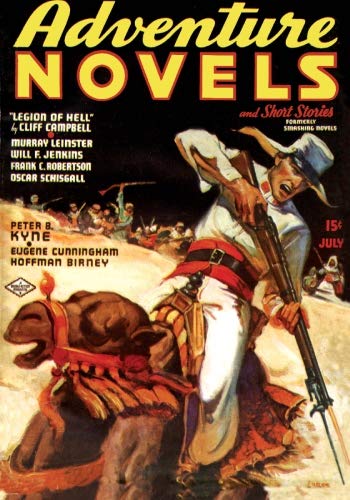 Adventure
NOVELS
and Short Stories
FORMERLY
SMASHING NOVELS
"LEGION OF HELL"
by CLIFF CAMPBELL
MURRAY LEINSTER
WILL F. JENKINS
FRANK C. ROBERTSON
OSCAR SCHISGALL
PETER B.
KYNE
EUGENE CUNNINGHAM
HOFFMAN BIRNEY
15¢
JULY